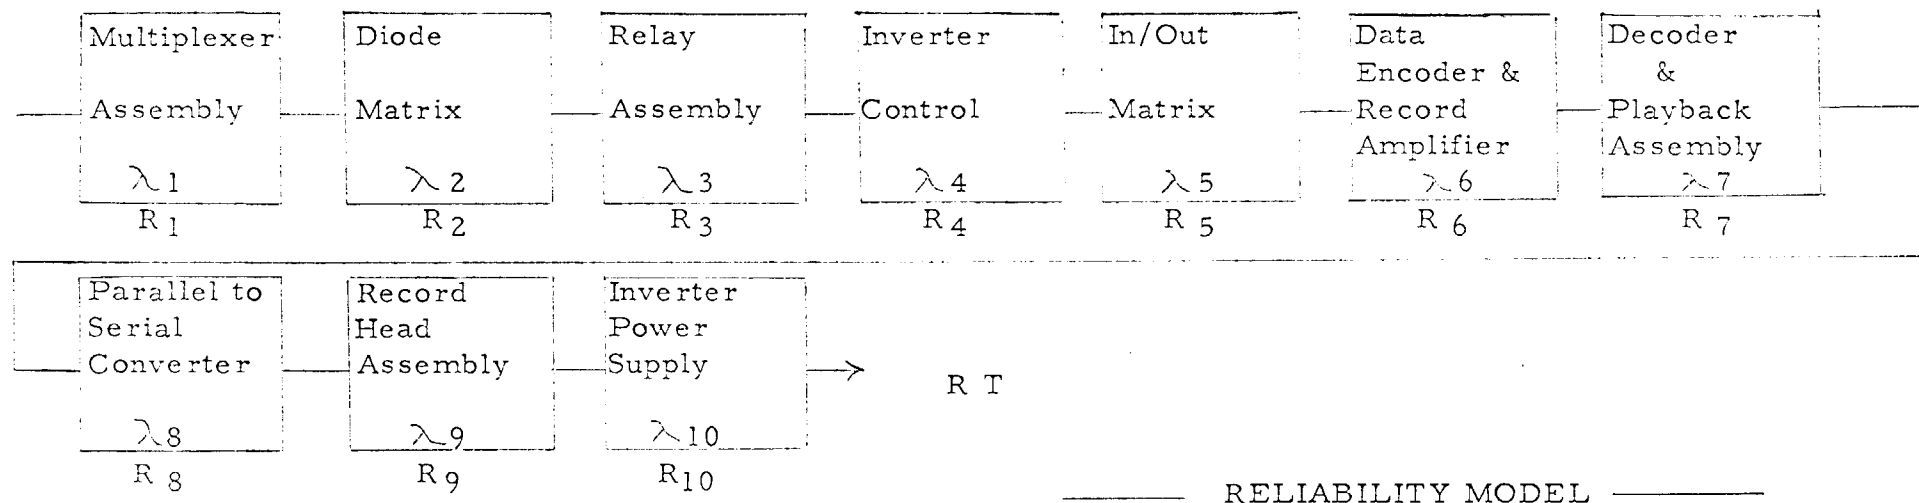 Multiplexer Assembly
λ1
R1
Diode Matrix
λ2
R2
Relay Assembly
λ3
R3
Inverter Control
λ4
R4
In/Out Matrix
λ5
R5
Data
Encoder &
Record
Amplifier
λ6
R6
Decoder
&
Playback
Assembly
λ7
R7
Parallel to
Serial
Converter
λ8
R8
Record
Head
Assembly
λ9
R9
Inverter
Power
Supply
λ10
R10
R T
RELIABILITY MODEL